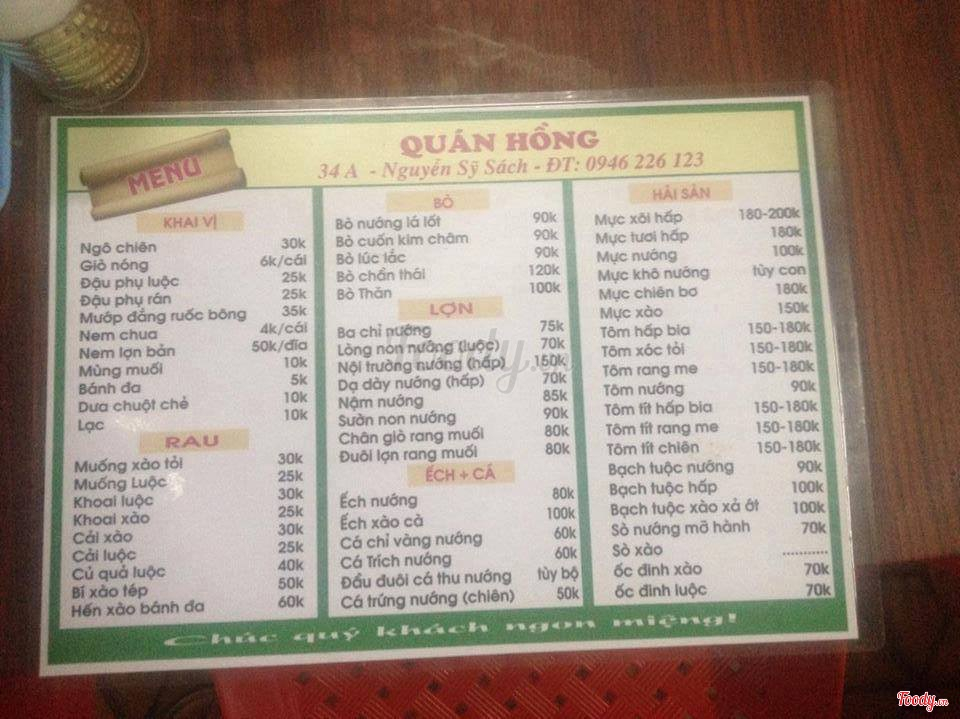 QUÁN HỒNG
34 A - Nguyễn Sỹ Sách - ĐT: 0946 226 123
MENU
KHAI VỊ
Ngô chiên 30k
Giò nóng 6k/cái
Đậu phụ luộc 25k
Đậu phụ rán 25k
Mướp đắng ruốc bông 35k
Nem chua 4k/cái
Nem lợn bản 50k/đĩa
Mùng muối 10k
Bánh đa 5k
Dưa chuột chẻ 10k
Lạc 10k
RAU
Muống xào tỏi 30k
Muống Luộc 25k
Khoai luộc 30k
Khoai xào 25k
Cải xào 30k
Cải luộc 25k
Củ quả luộc 40k
Bí xào tép 50k
Hến xào bánh đa 60k
BÒ
Bò nướng lá lốt 90k
Bò cuốn kim châm 90k
Bò lúc lắc 90k
Bò chẩn thái 120k
Bò Thăn 100k
LỢN
Ba chỉ nướng 75k
Lòng non nướng (luộc) 70k
Nội trường nướng (hấp) 150k
Dạ dày nướng (hấp) 70k
Nậm nướng 85k
Sườn non nướng 90k
Chân giò rang muối 80k
Đuôi lợn rang muối 80k
ẾCH + CÁ
Ếch nướng 80k
Ếch xào cà 100k
Cá chỉ vàng nướng 60k
Cá Trích nướng 60k
Đầu đuôi cá thu nướng tùy bộ
Cá trứng nướng (chiên) 50k
HẢI SẢN
Mực xôi hấp 180-200k
Mực tươi hấp 180k
Mực nướng 100k
Mực khô nướng tùy con
Mực chiên bơ 180k
Mực xào 150k
Tôm hấp bia 150-180k
Tôm xóc tỏi 150-180k
Tôm rang me 150-180k
Tôm nướng 90k
Tôm tít hấp bia 150-180k
Tôm tít rang me 150-180k
Tôm tít chiên 150-180k
Bạch tuộc nướng 90k
Bạch tuộc hấp 100k
Bạch tuộc xào xả ớt 100k
Sò nướng mỡ hành 70k
Sò xào ...........
ốc đinh xào 70k
ốc đinh luộc 70k
Chúc quý khách ngon miệng!
Foody.vn
Foody.vn